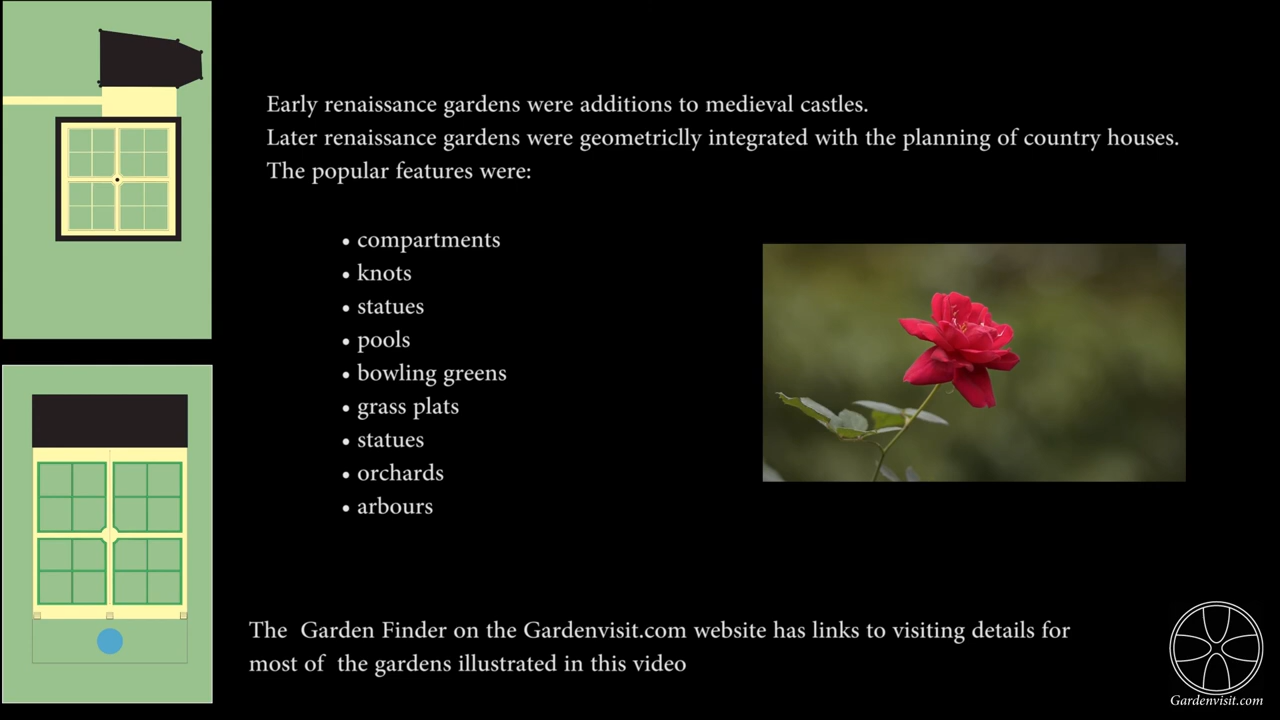 Early renaissance gardens were additions to medieval castles.
Later renaissance gardens were geometriclly integrated with the planning of country houses.
The popular features were:
• compartments
• knots
• statues
• pools
• bowling greens
• grass plats
• statues
• orchards
• arbours
The  Garden Finder on the Gardenvisit.com website has links to visiting details for
most of  the gardens illustrated in this video
Gardenvisit.com